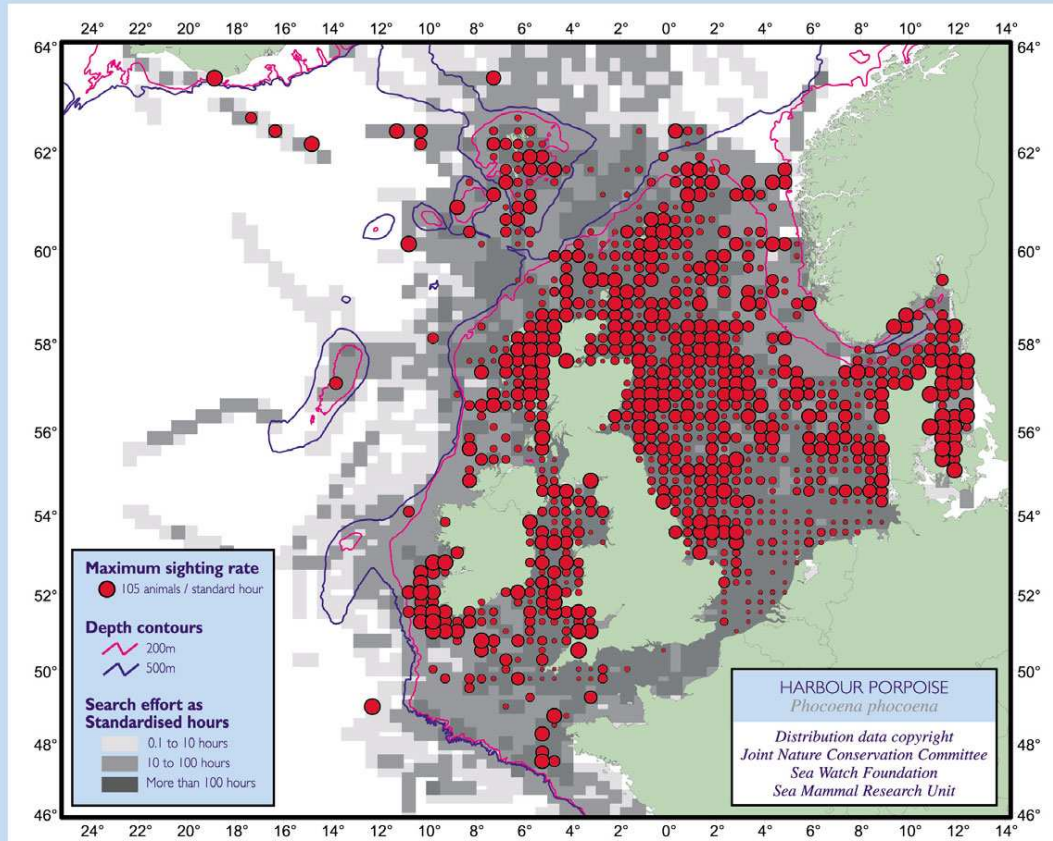 24° 22° 20° 18° 16° 14° 12° 10° 8° 6° 4° 2° 0° 2° 4° 6° 8° 10° 12° 14°
64° 64°
62° 62°
60° 60°
58° 58°
56° 56°
54° 54°
52° 52°
50° 50°
48° 48°
46° 46°
Maximum sighting rate
105 animals / standard hour
Depth contours
200m
500m
Search effort as
Standardised hours
0.1 to 10 hours
10 to 100 hours
More than 100 hours
HARBOUR PORPOISE
Phocoena phocoena
Distribution data copyright
Joint Nature Conservation Committee
Sea Watch Foundation
Sea Mammal Research Unit
24° 22° 20° 18° 16° 14° 12° 10° 8° 6° 4° 2° 0° 2° 4° 6° 8° 10° 12° 14°